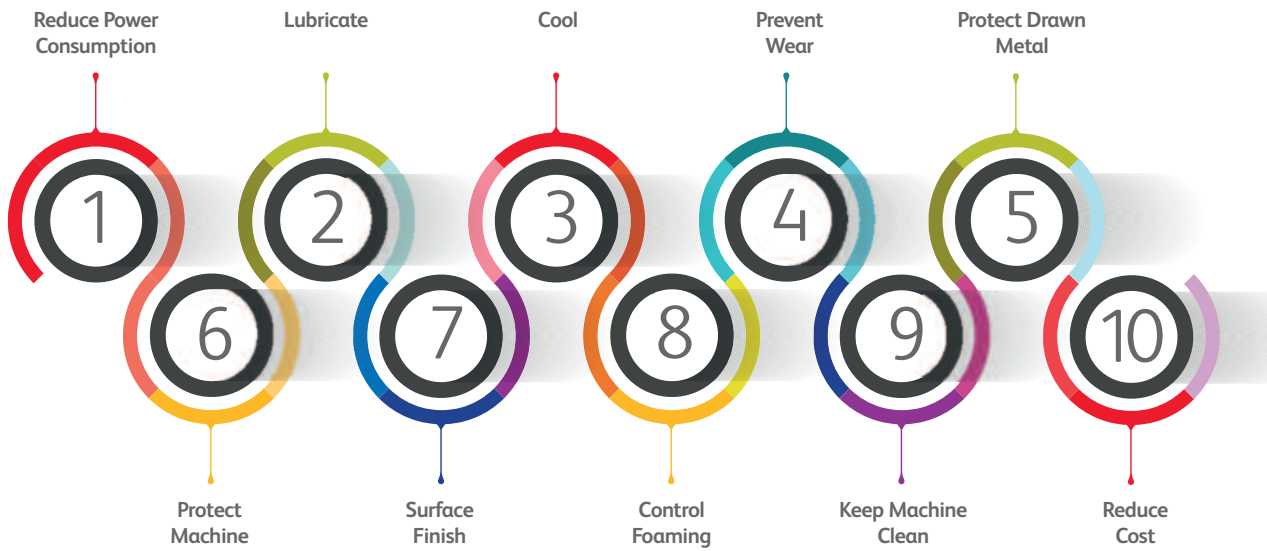 Reduce Power
Consumption
Lubricate
Cool
Prevent
Wear
Protect Drawn
Metal
1
2
3
4
5
6
7
8
9
10
Protect
Machine
Surface
Finish
Control
Foaming
Keep Machine
Clean
Reduce
Cost